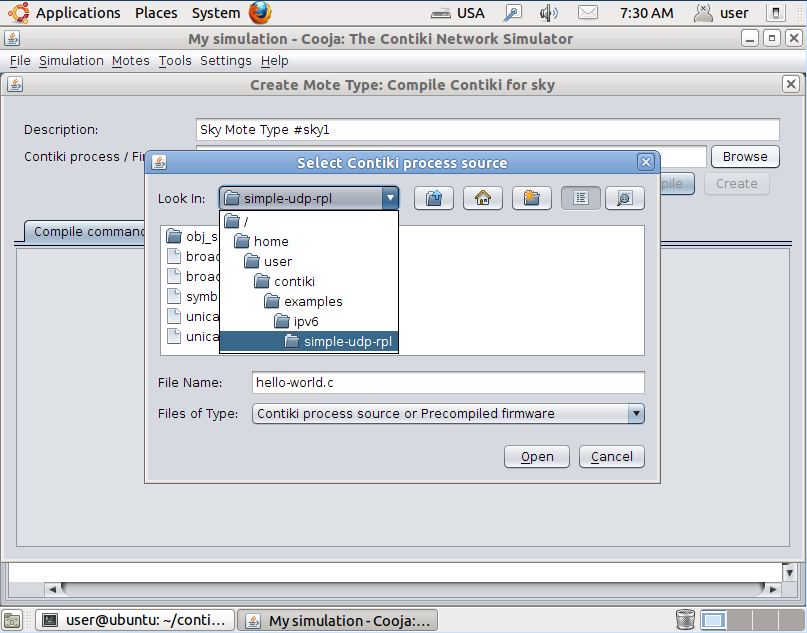 Applications Places System USA 7:30 AM user
My simulation - Cooja: The Contiki Network Simulator
File Simulation Motes Tools Settings Help
Create Mote Type: Compile Contiki for sky
Description: Sky Mote Type #sky1
Contiki process / Fi Browse
pile Create
Compile command
Select Contiki process source
Look In: simple-udp-rpl
/
home
user
contiki
examples
ipv6
simple-udp-rpl
obj_s
broad
broad
symb
unica
unica
File Name: hello-world.c
Files of Type: Contiki process source or Precompiled firmware
Open Cancel
user@ubuntu: ~/conti... My simulation - Cooja:...